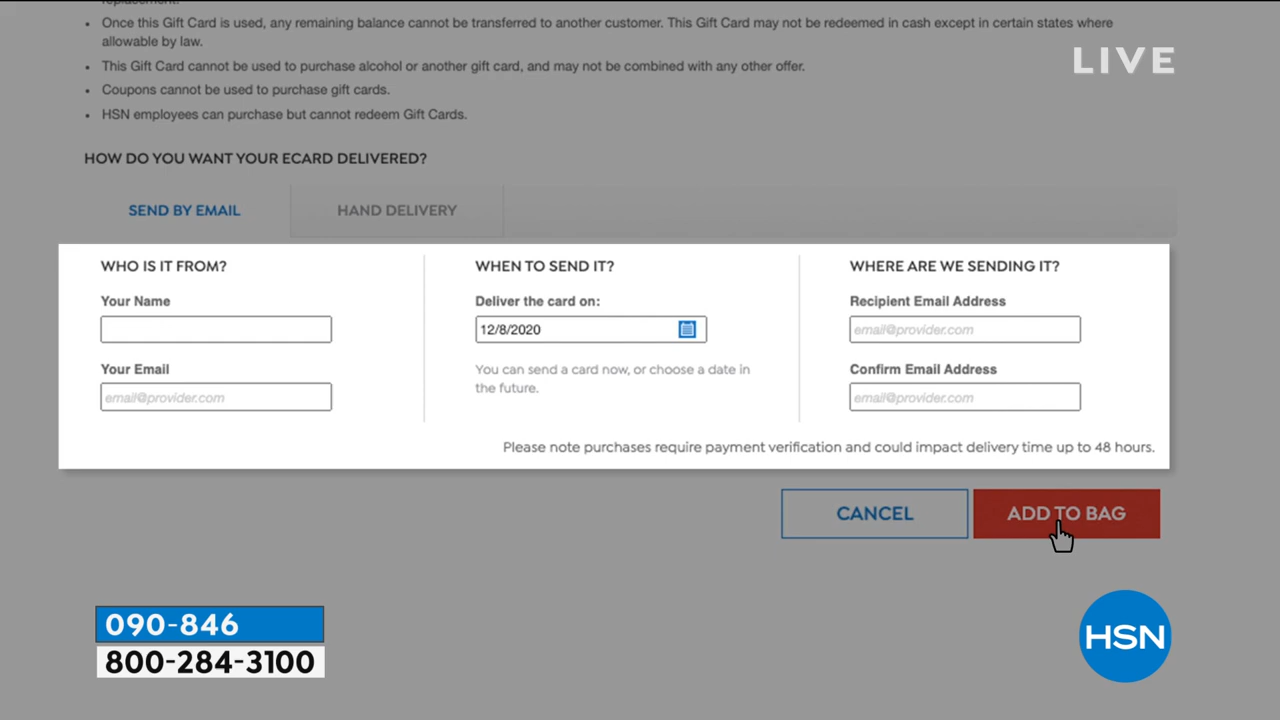 replacement.
• Once this Gift Card is used, any remaining balance cannot be transferred to another customer. This Gift Card may not be redeemed in cash except in certain states where
allowable by law.
• This Gift Card cannot be used to purchase alcohol or another gift card, and may not be combined with any other offer.
• Coupons cannot be used to purchase gift cards.
• HSN employees can purchase but cannot redeem Gift Cards.
LIVE
HOW DO YOU WANT YOUR ECARD DELIVERED?
SEND BY EMAIL
HAND DELIVERY
WHO IS IT FROM?
Your Name
Your Email
email@provider.com
WHEN TO SEND IT?
Deliver the card on:
12/8/2020
You can send a card now, or choose a date in
the future.
WHERE ARE WE SENDING IT?
Recipient Email Address
email@provider.com
Confirm Email Address
email@provider.com
Please note purchases require payment verification and could impact delivery time up to 48 hours.
CANCEL
ADD TO BAG
090-846
800-284-3100
HSN